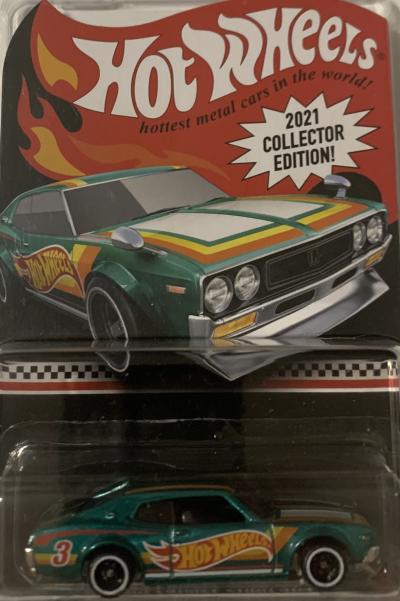 HOT WHEELS®
hottest metal cars in the world!
2021
COLLECTOR
EDITION!
HOT WHEELS
3
HOT WHEELS